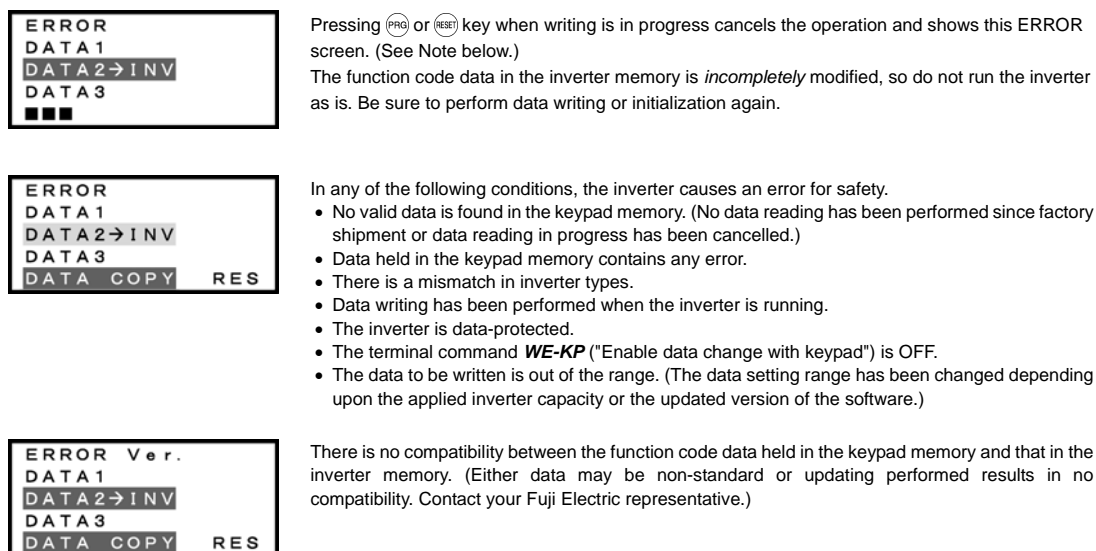 ERROR
DATA1
DATA2→INV
DATA3
■■■
Pressing PRG or RESET key when writing is in progress cancels the operation and shows this ERROR
screen. (See Note below.)
The function code data in the inverter memory is incompletely modified, so do not run the inverter
as is. Be sure to perform data writing or initialization again.
ERROR
DATA1
DATA2→INV
DATA3
DATA COPY RES
In any of the following conditions, the inverter causes an error for safety.
• No valid data is found in the keypad memory. (No data reading has been performed since factory
shipment or data reading in progress has been cancelled.)
• Data held in the keypad memory contains any error.
• There is a mismatch in inverter types.
• Data writing has been performed when the inverter is running.
• The inverter is data-protected.
• The terminal command WE-KP ("Enable data change with keypad") is OFF.
• The data to be written is out of the range. (The data setting range has been changed depending
upon the applied inverter capacity or the updated version of the software.)
ERROR Ver.
DATA1
DATA2→INV
DATA3
DATA COPY RES
There is no compatibility between the function code data held in the keypad memory and that in the
inverter memory. (Either data may be non-standard or updating performed results in no
compatibility. Contact your Fuji Electric representative.)